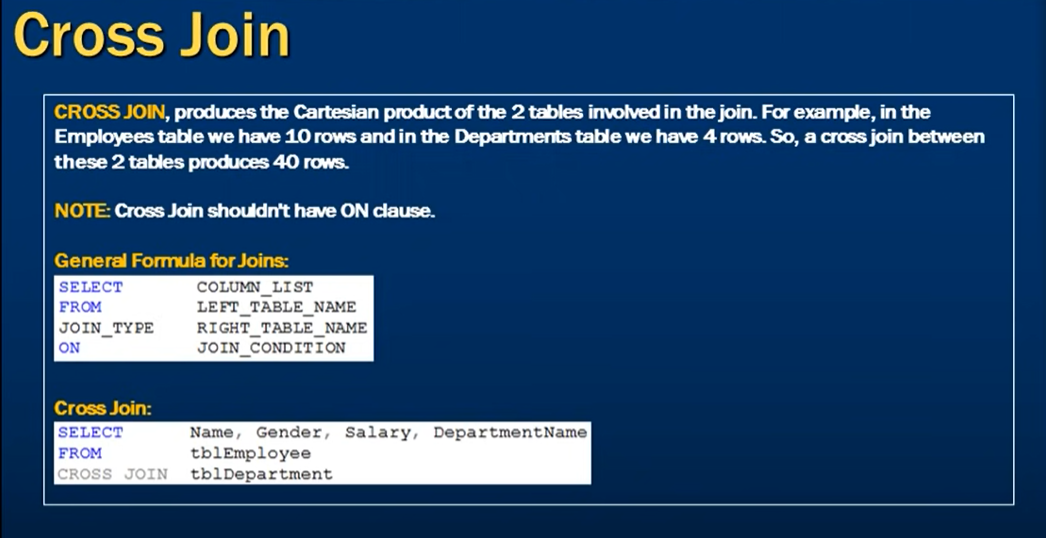 Cross Join
CROSS JOIN, produces the Cartesian product of the 2 tables involved in the join. For example, in the
Employees table we have 10 rows and in the Departments table we have 4 rows. So, a cross join between
these 2 tables produces 40 rows.
NOTE: Cross Join shouldn't have ON clause.
General Formula for Joins:
SELECT COLUMN_LIST
FROM LEFT_TABLE_NAME
JOIN_TYPE RIGHT_TABLE_NAME
ON JOIN_CONDITION
Cross Join:
SELECT Name, Gender, Salary, DepartmentName
FROM tblEmployee
CROSS JOIN tblDepartment